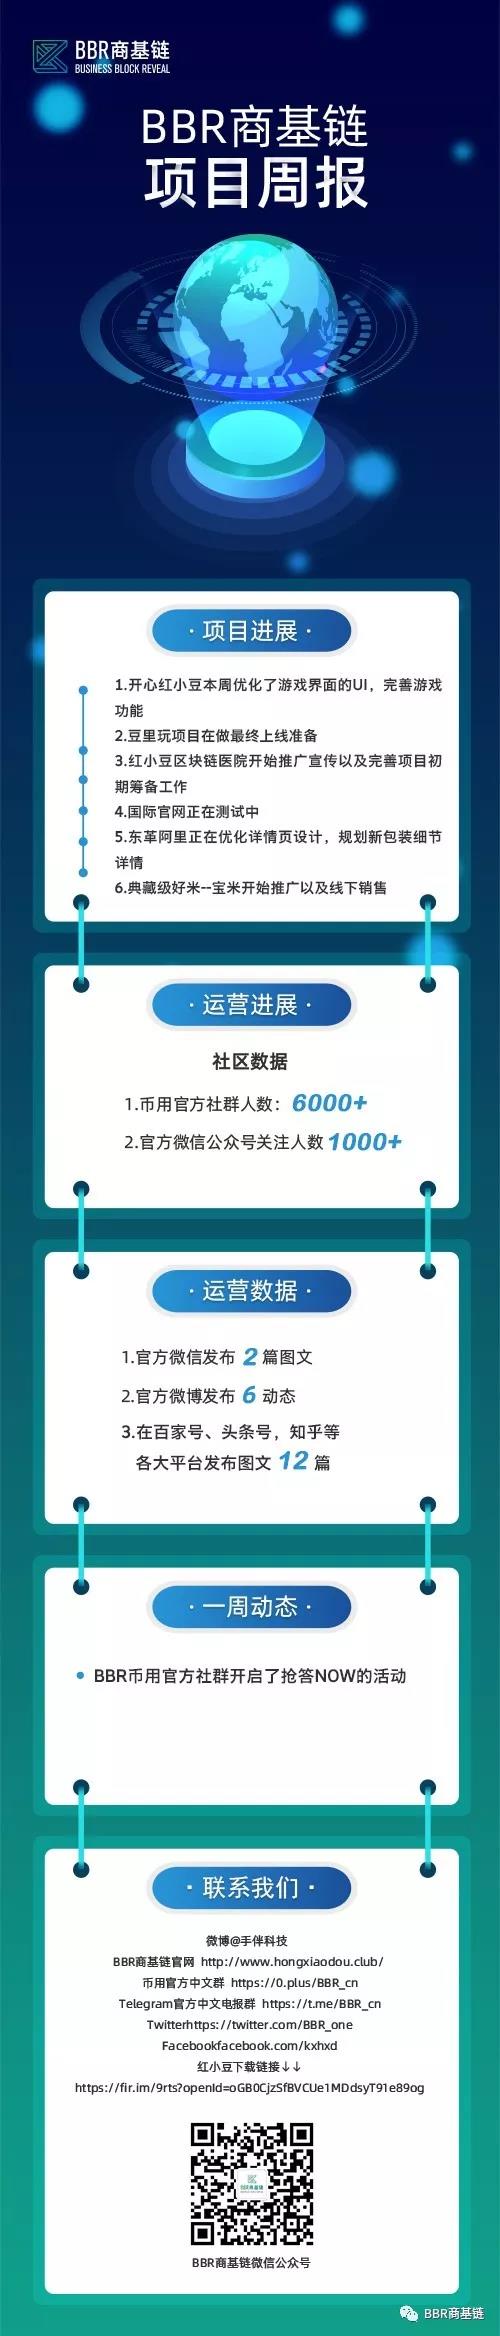 BBR商基链
BUSINESS BLOCK REVEAL
BBR商基链
项目周报
·项目进展·
1.开心红小豆本周优化了游戏界面的UI，完善游戏
功能
2.豆里玩项目在做最终上线准备
3.红小豆区块链医院开始推广宣传以及完善项目初
期筹备工作
4.国际官网正在测试中
5.东革阿里正在优化详情页设计，规划新包装细节
详情
6.典藏级好米--宝米开始推广以及线下销售
·运营进展·
社区数据
1.币用官方社群人数：6000+
2.官方微信公众号关注人数1000+
·运营数据·
1.官方微信发布 2 篇图文
2.官方微博发布 6 动态
3.在百家号、头条号，知乎等
各大平台发布图文 12 篇
·一周动态·
BBR币用官方社群开启了抢答NOW的活动
·联系我们·
微博@手伴科技
BBR商基链官网 http://www.hongxiaodou.club/
币用官方中文群 https://0.plus/BBR_cn
Telegram官方中文电报群 https://t.me/BBR_cn
Twitterhttps://twitter.com/BBR_one
Facebookfacebook.com/kxhxd
红小豆下载链接↓↓
https://fir.im/9rts?openId=oGB0CjzSfBVCUe1MDdsyT91e89og
BBR商基链
BBR商基链微信公众号
BBR商基链